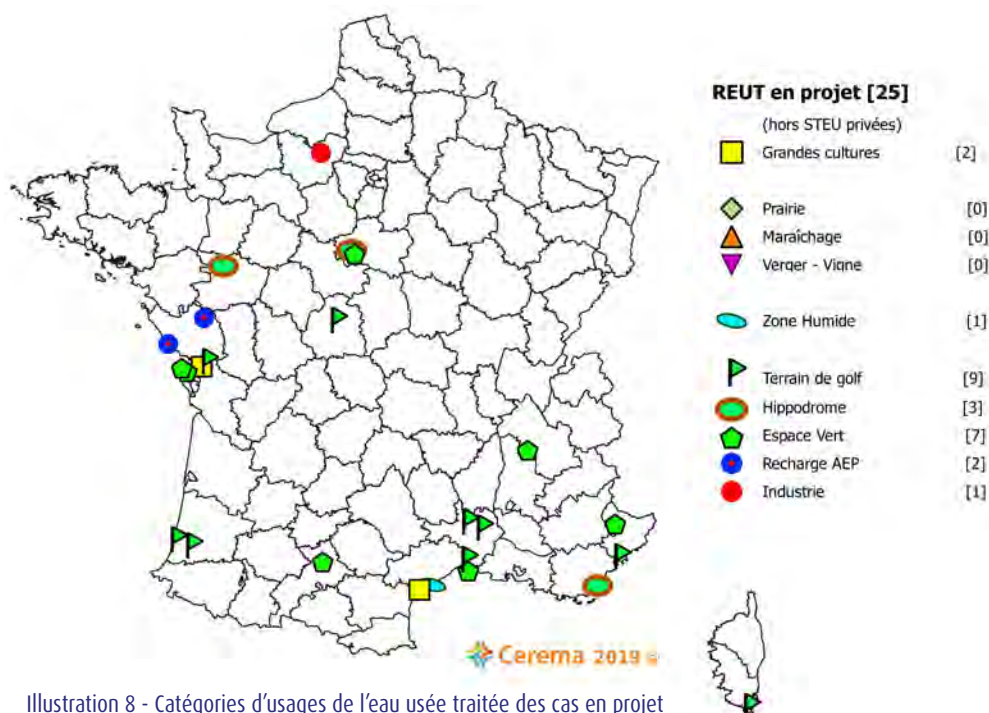 REUT en projet [25]
(hors STEU privées)
Grandes cultures [2]
Prairie [0]
Maraîchage [0]
Verger - Vigne [0]
Zone Humide [1]
Terrain de golf [9]
Hippodrome [3]
Espace Vert [7]
Recharge AEP [2]
Industrie [1]
Cerema 2019 ©
Illustration 8 - Catégories d'usages de l'eau usée traitée des cas en projet